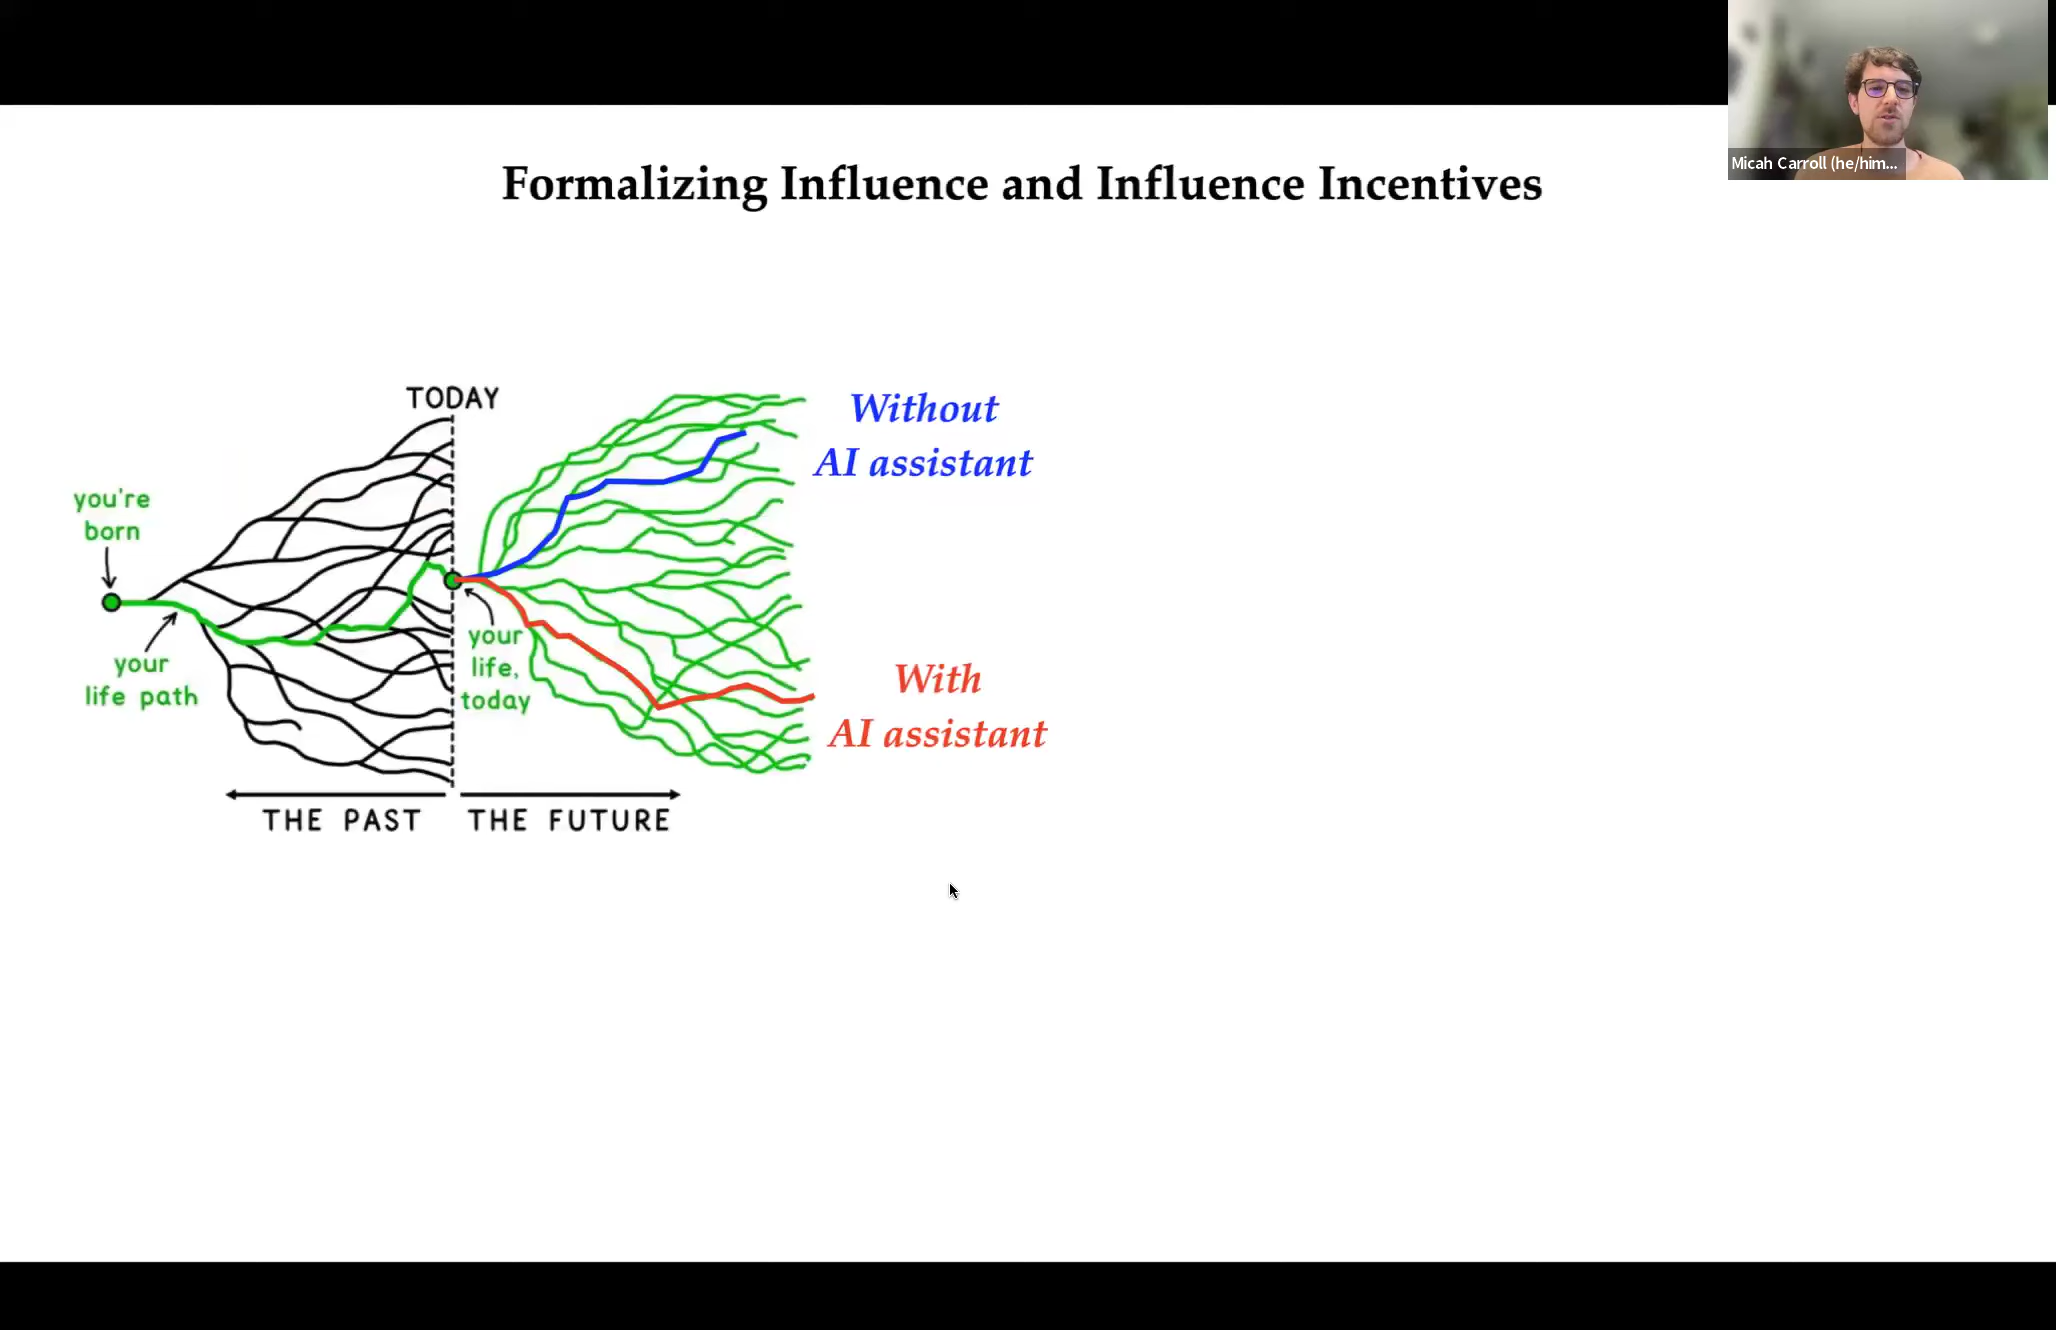 Micah Carroll (he/him...
Formalizing Influence and Influence Incentives
TODAY
Without
AI assistant
you're
born
your
life path
your
life,
today
With
AI assistant
THE PAST
THE FUTURE